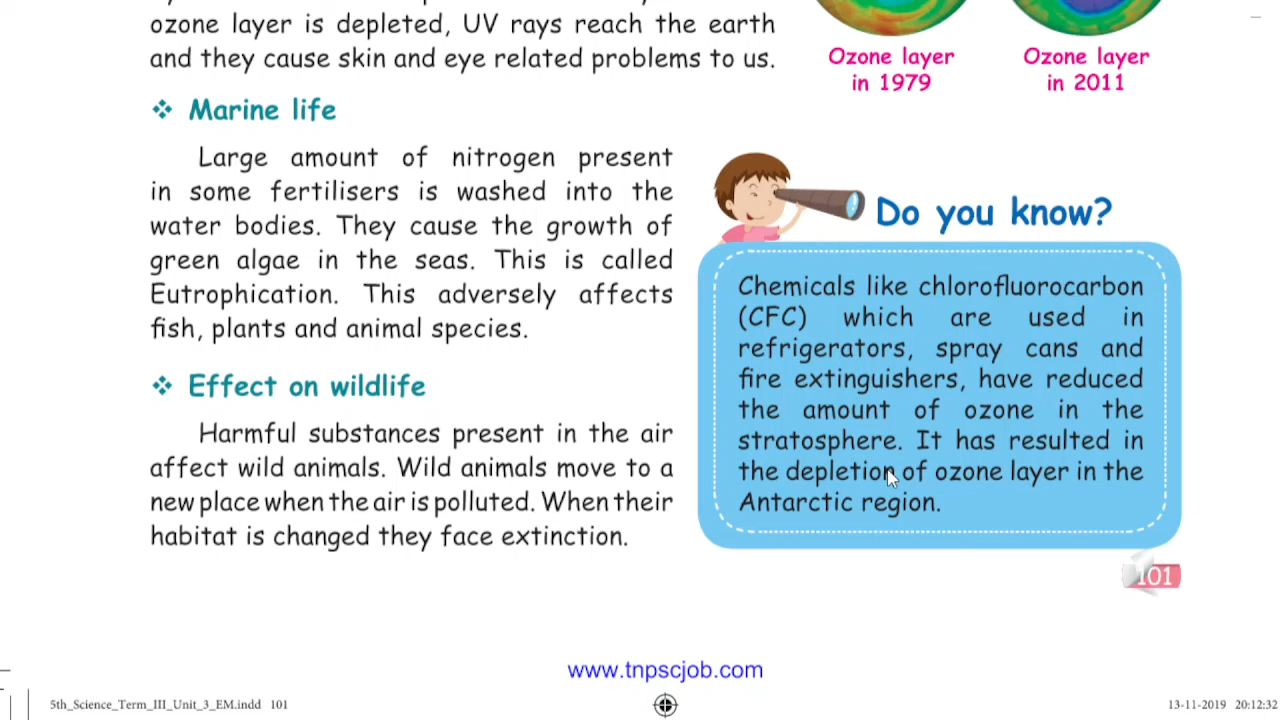 ozone layer is depleted, UV rays reach the earth
and they cause skin and eye related problems to us.
❖ Marine life
Large amount of nitrogen present
in some fertilisers is washed into the
water bodies. They cause the growth of
green algae in the seas. This is called
Eutrophication. This adversely affects
fish, plants and animal species.
❖ Effect on wildlife
Harmful substances present in the air
affect wild animals. Wild animals move to a
new place when the air is polluted. When their
habitat is changed they face extinction.
Ozone layer
in 1979
Ozone layer
in 2011
Do you know?
Chemicals like chlorofluorocarbon
(CFC) which are used in
refrigerators, spray cans and
fire extinguishers, have reduced
the amount of ozone in the
stratosphere. It has resulted in
the depletion of ozone layer in the
Antarctic region.
101
www.tnpscjob.com
5th_Science_Term_III_Unit_3_EM.indd 101
13-11-2019 20:12:32